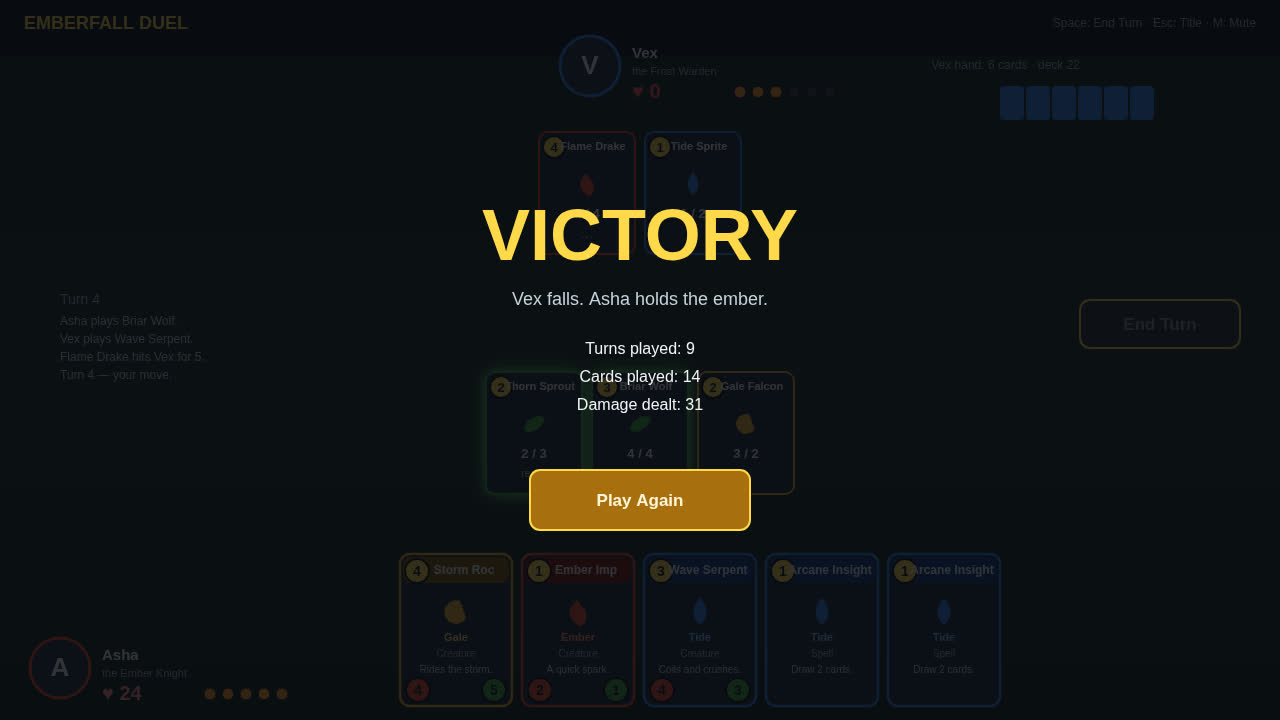 EMBERFALL DUEL
Space: End Turn · Esc: Title · M: Mute
V
Vex
the Frost Warden
♥ 0
Vex hand: 6 cards · deck 22
4 Flame Drake
1 Tide Sprite
VICTORY
Vex falls. Asha holds the ember.
Turn 4
Asha plays Briar Wolf.
Vex plays Wave Serpent.
Flame Drake hits Vex for 5.
Turn 4 — your move.
End Turn
Turns played: 9
Cards played: 14
Damage dealt: 31
2 Thorn Sprout
2 / 3
3 Briar Wolf
4 / 4
2 Gale Falcon
3 / 2
Play Again
4 Storm Roc
Gale
Creature
Rides the storm.
4 5
1 Ember Imp
Ember
Creature
A quick spark.
2 1
3 Wave Serpent
Tide
Creature
Coils and crushes.
4 3
1 Arcane Insight
Tide
Spell
Draw 2 cards.
1 Arcane Insight
Tide
Spell
Draw 2 cards.
A
Asha
the Ember Knight
♥ 24